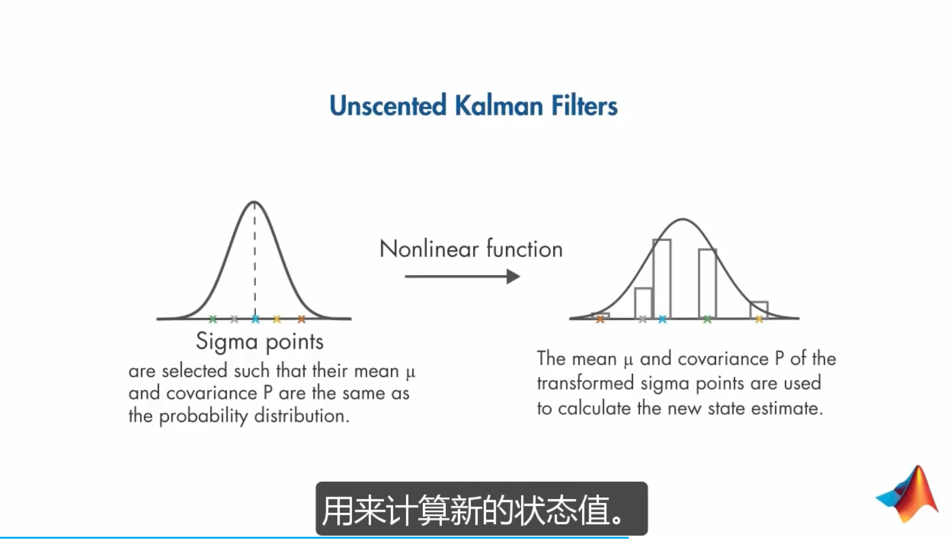 Unscented Kalman Filters
Nonlinear function
Sigma points
are selected such that their mean μ
and covariance P are the same as
the probability distribution.
The mean μ and covariance P of the
transformed sigma points are used
to calculate the new state estimate.
用来计算新的状态值。